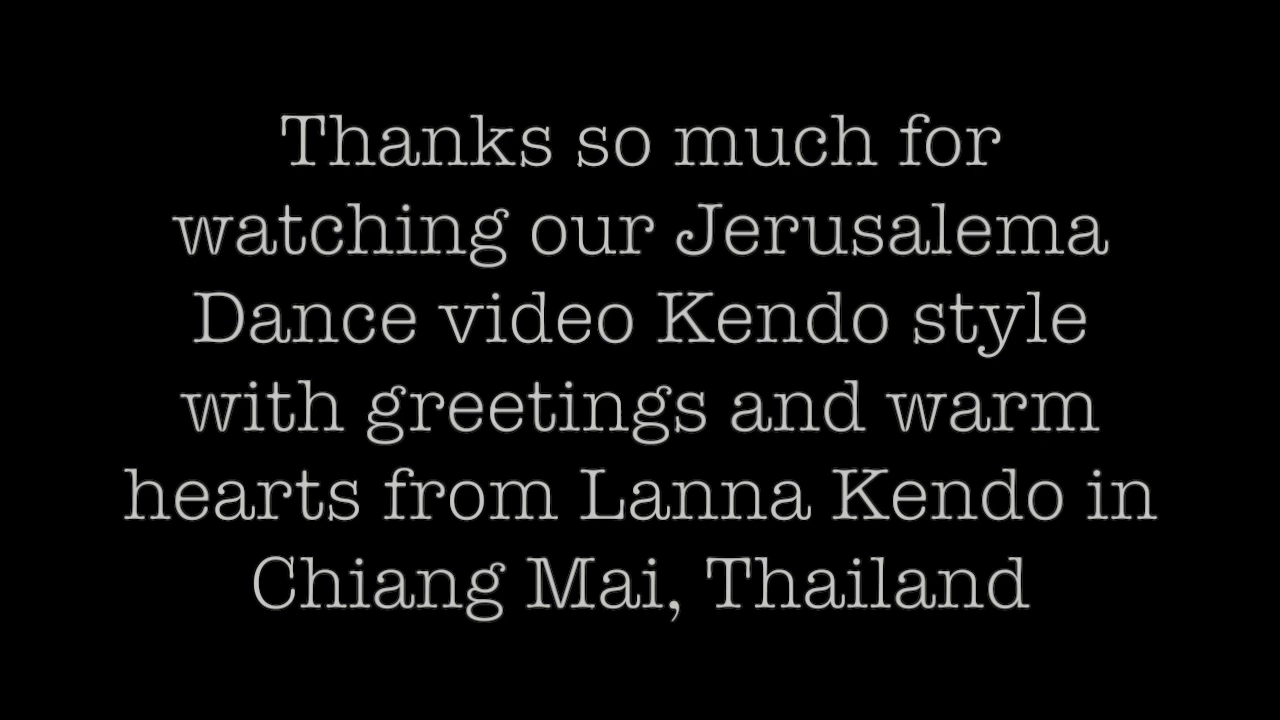 Thanks so much for
watching our Jerusalema
Dance video Kendo style
with greetings and warm
hearts from Lanna Kendo in
Chiang Mai, Thailand